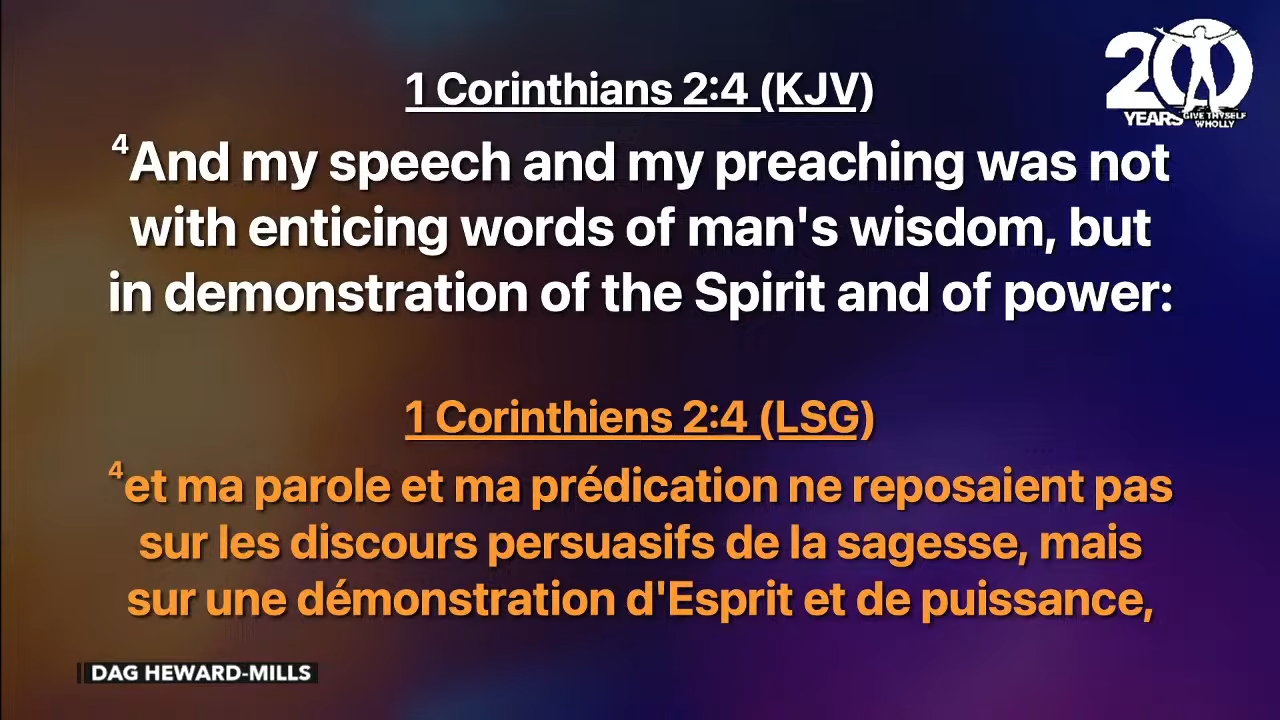 200
YEARS
GIVE THYSELF
WHOLLY
1 Corinthians 2:4 (KJV)
4And my speech and my preaching was not
with enticing words of man's wisdom, but
in demonstration of the Spirit and of power:
1 Corinthiens 2:4 (LSG)
4et ma parole et ma prédication ne reposaient pas
sur les discours persuasifs de la sagesse, mais
sur une démonstration d'Esprit et de puissance,
DAG HEWARD-MILLS